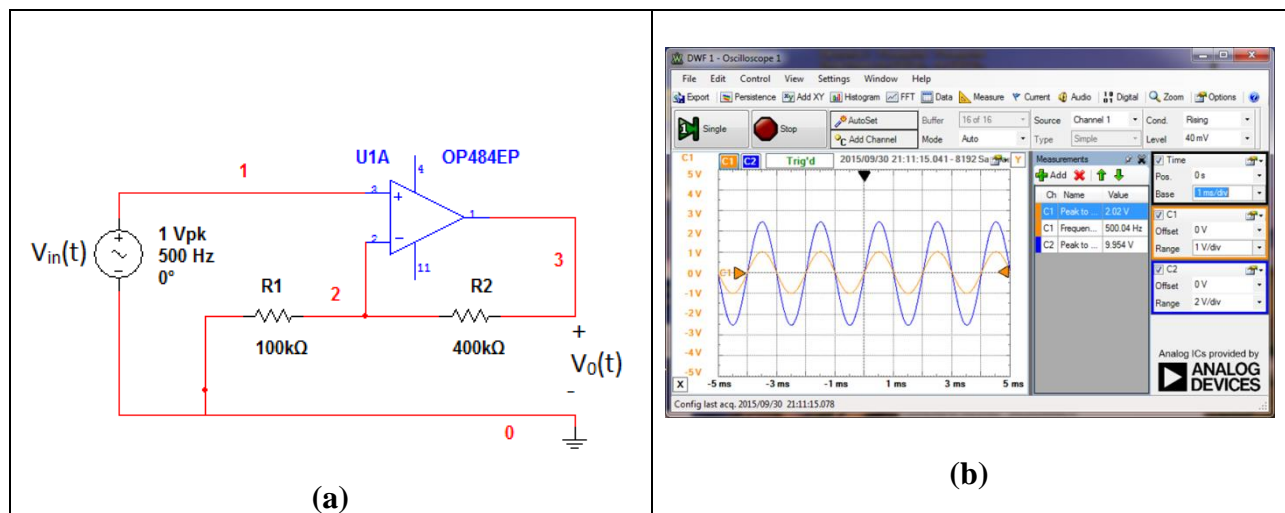 U1A OP484EP
4
1
3
+
1
2
−
11
3
V_in(t)
+
−
1 Vpk
500 Hz
0°
R1
100kΩ
2
R2
400kΩ
+
V_0(t)
-
0
(a)
DWF 1 - Oscilloscope 1
File Edit Control View Settings Window Help
Export Persistence Add XY Histogram FFT Data Measure Current Audio Digital Zoom Options
Single Stop AutoSet Buffer 16 of 16 Source Channel 1 Cond. Rising
Add Channel Mode Auto Type Simple Level 40 mV
C1 C1 C2 Trig'd 2015/09/30 21:11:15.041 - 8192 Sa Y
5 V
4 V
3 V
2 V
1 V
0 V
-1 V
-2 V
-3 V
-4 V
-5 V
C1
X -5 ms -3 ms -1 ms 1 ms 3 ms 5 ms
Measurements
Add
Ch Name Value
C1 Peak to ... 2.02 V
C1 Frequen... 500.04 Hz
C2 Peak to ... 9.954 V
Time
Pos. 0 s
Base 1 ms/div
C1
Offset 0 V
Range 1 V/div
C2
Offset 0 V
Range 2 V/div
Analog ICs provided by
ANALOG
DEVICES
Config last acq. 2015/09/30 21:11:15.078
(b)